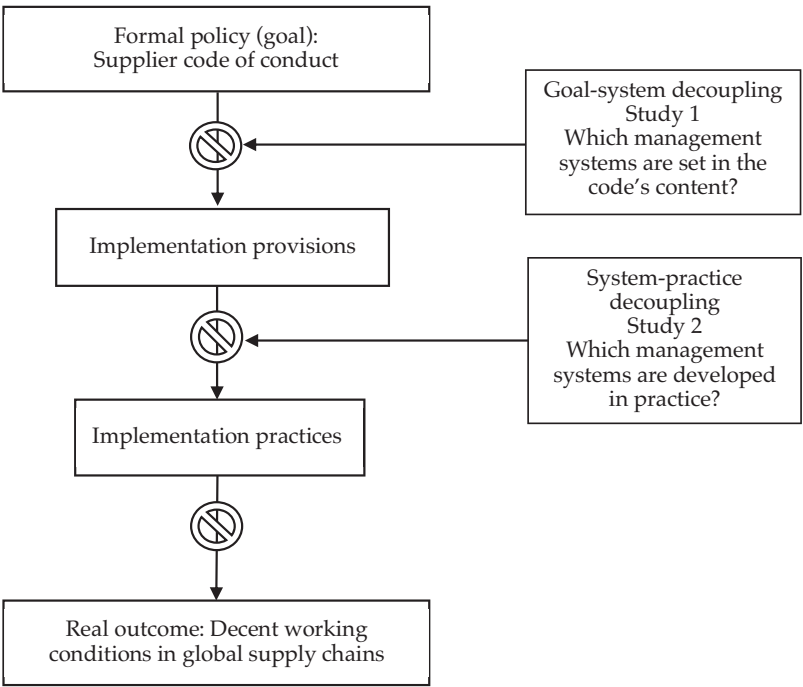 Formal policy (goal):
Supplier code of conduct
Goal-system decoupling
Study 1
Which management
systems are set in the
code’s content?
Implementation provisions
System-practice
decoupling
Study 2
Which management
systems are developed
in practice?
Implementation practices
Real outcome: Decent working
conditions in global supply chains